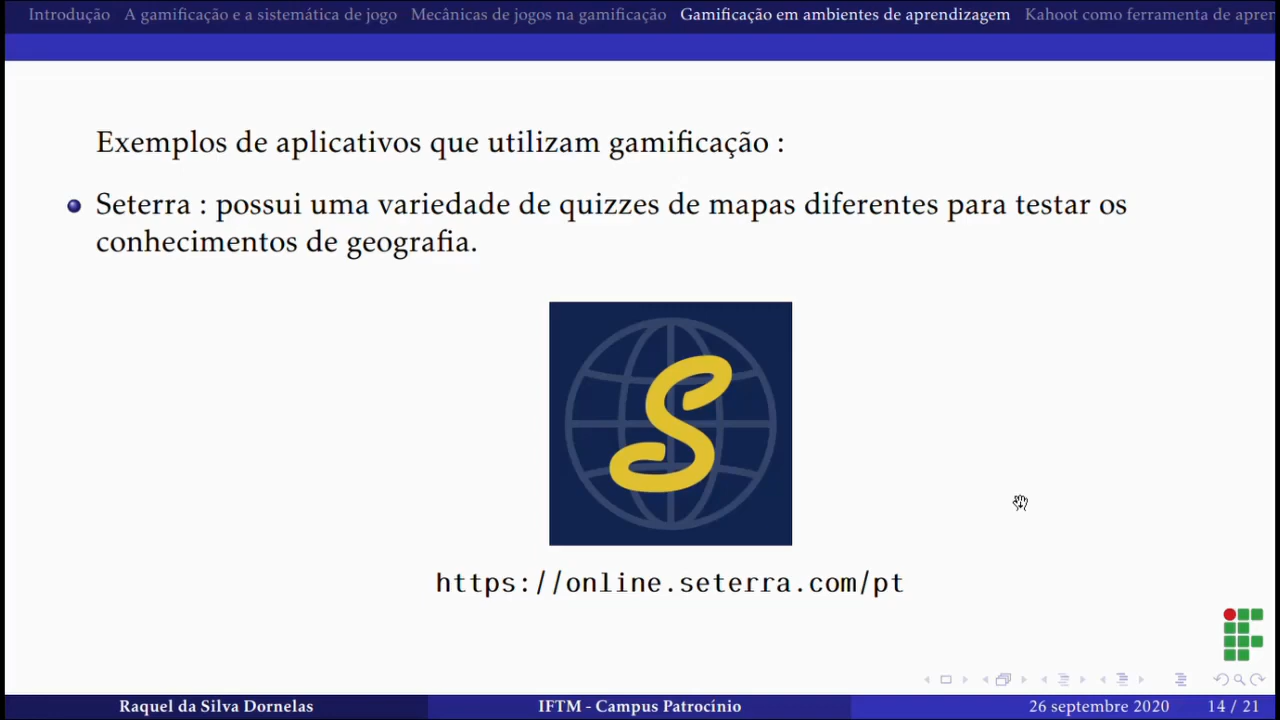 Introdução A gamificação e a sistemática de jogo Mecânicas de jogos na gamificação Gamificação em ambientes de aprendizagem Kahoot como ferramenta de apren
Exemplos de aplicativos que utilizam gamificação :
Seterra : possui uma variedade de quizzes de mapas diferentes para testar os
conhecimentos de geografia.
S
https://online.seterra.com/pt
Raquel da Silva Dornelas IFTM - Campus Patrocínio 26 septembre 2020 14 / 21